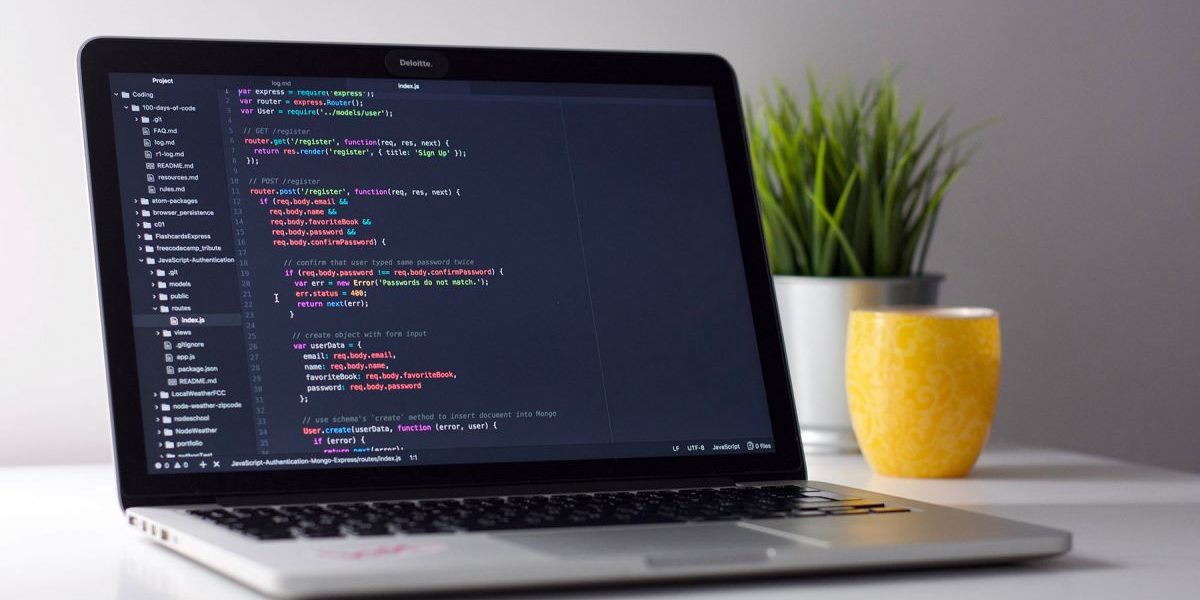 Deloitte.
Project
Coding
100-days-of-code
.git
FAQ.md
log.md
r1-log.md
README.md
resources.md
rules.md
atom-packages
browser_persistence
c01
FlashcardsExpress
freecodecamp_tribute
JavaScript-Authentication
.git
models
public
routes
index.js
views
.gitignore
app.js
package.json
README.md
LocalWeatherFCC
node-weather-zipcode
nodeschool
NodeWeather
portfolio
pythonTest
log.md
index.js
1 var express = require('express');
2 var router = express.Router();
3 var User = require('../models/user');
4
5 // GET /register
6 router.get('/register', function(req, res, next) {
7 return res.render('register', { title: 'Sign Up' });
8 });
9
10 // POST /register
11 router.post('/register', function(req, res, next) {
12 if (req.body.email &&
13 req.body.name &&
14 req.body.favoriteBook &&
15 req.body.password &&
16 req.body.confirmPassword) {
17
18 // confirm that user typed same password twice
19 if (req.body.password !== req.body.confirmPassword) {
20 var err = new Error('Passwords do not match.');
21 err.status = 400;
22 return next(err);
23 }
24
25 // create object with form input
26 var userData = {
27 email: req.body.email,
28 name: req.body.name,
29 favoriteBook: req.body.favoriteBook,
30 password: req.body.password
31 };
32
33 // use schema's `create` method to insert document into Mongo
34 User.create(userData, function (error, user) {
35 if (error) {
return next(error);
0 0 + × JavaScript-Authentication-Mongo-Express/routes/index.js 1:1
LF UTF-8 JavaScript 0 files